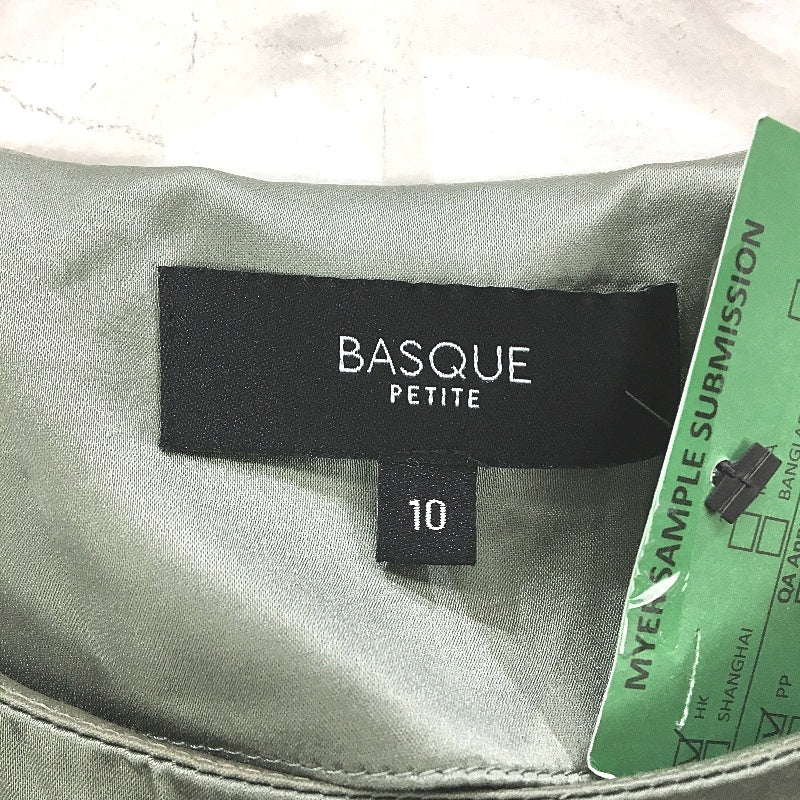 BASQUE
PETITE
10
MYER SAMPLE SUBMISSION
HK
SHANGHAI
PP